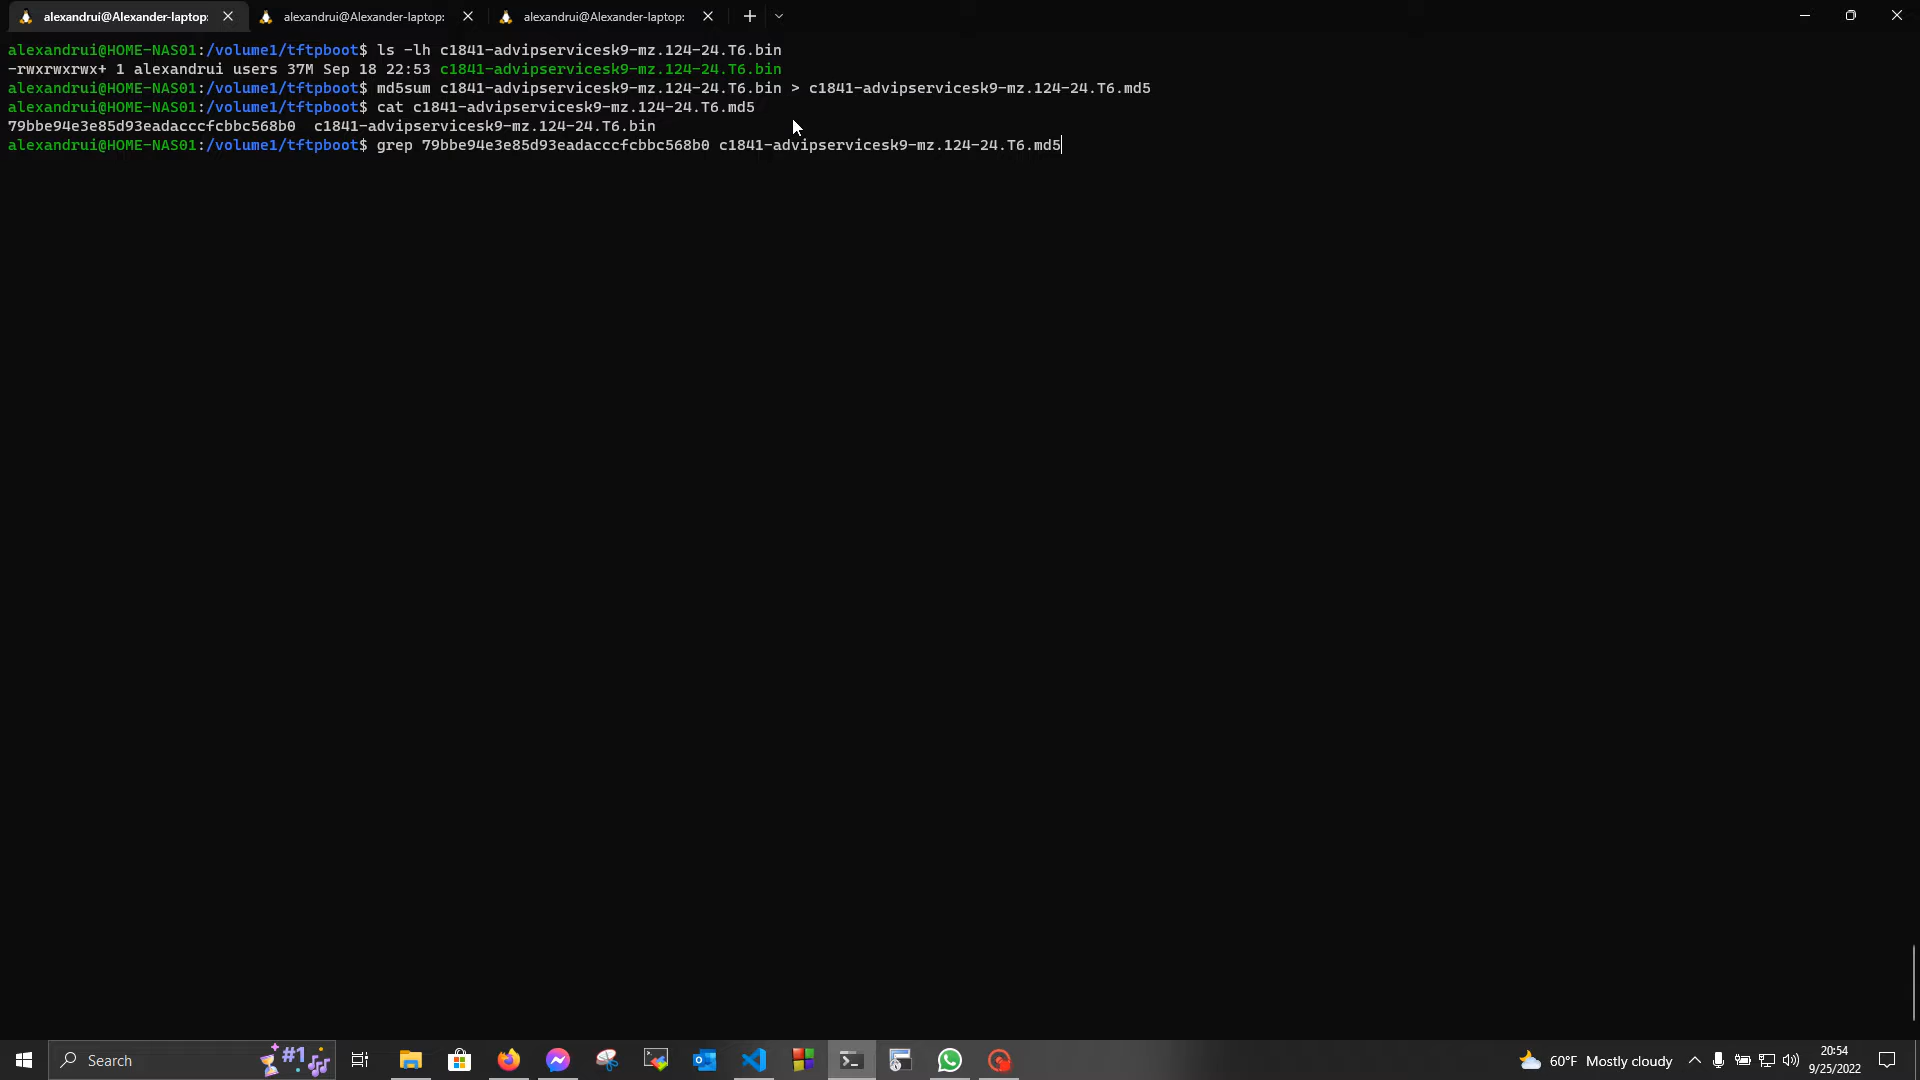 alexandrui@Alexander-laptop: alexandrui@Alexander-laptop: alexandrui@Alexander-laptop:
alexandrui@HOME-NAS01:/volume1/tftpboot$ ls -lh c1841-advipservicesk9-mz.124-24.T6.bin
-rwxrwxrwx+ 1 alexandrui users 37M Sep 18 22:53 c1841-advipservicesk9-mz.124-24.T6.bin
alexandrui@HOME-NAS01:/volume1/tftpboot$ md5sum c1841-advipservicesk9-mz.124-24.T6.bin > c1841-advipservicesk9-mz.124-24.T6.md5
alexandrui@HOME-NAS01:/volume1/tftpboot$ cat c1841-advipservicesk9-mz.124-24.T6.md5
79bbe94e3e85d93eadacccfcbbc568b0  c1841-advipservicesk9-mz.124-24.T6.bin
alexandrui@HOME-NAS01:/volume1/tftpboot$ grep 79bbe94e3e85d93eadacccfcbbc568b0 c1841-advipservicesk9-mz.124-24.T6.md5
Search #1 60°F Mostly cloudy 20:54
9/25/2022